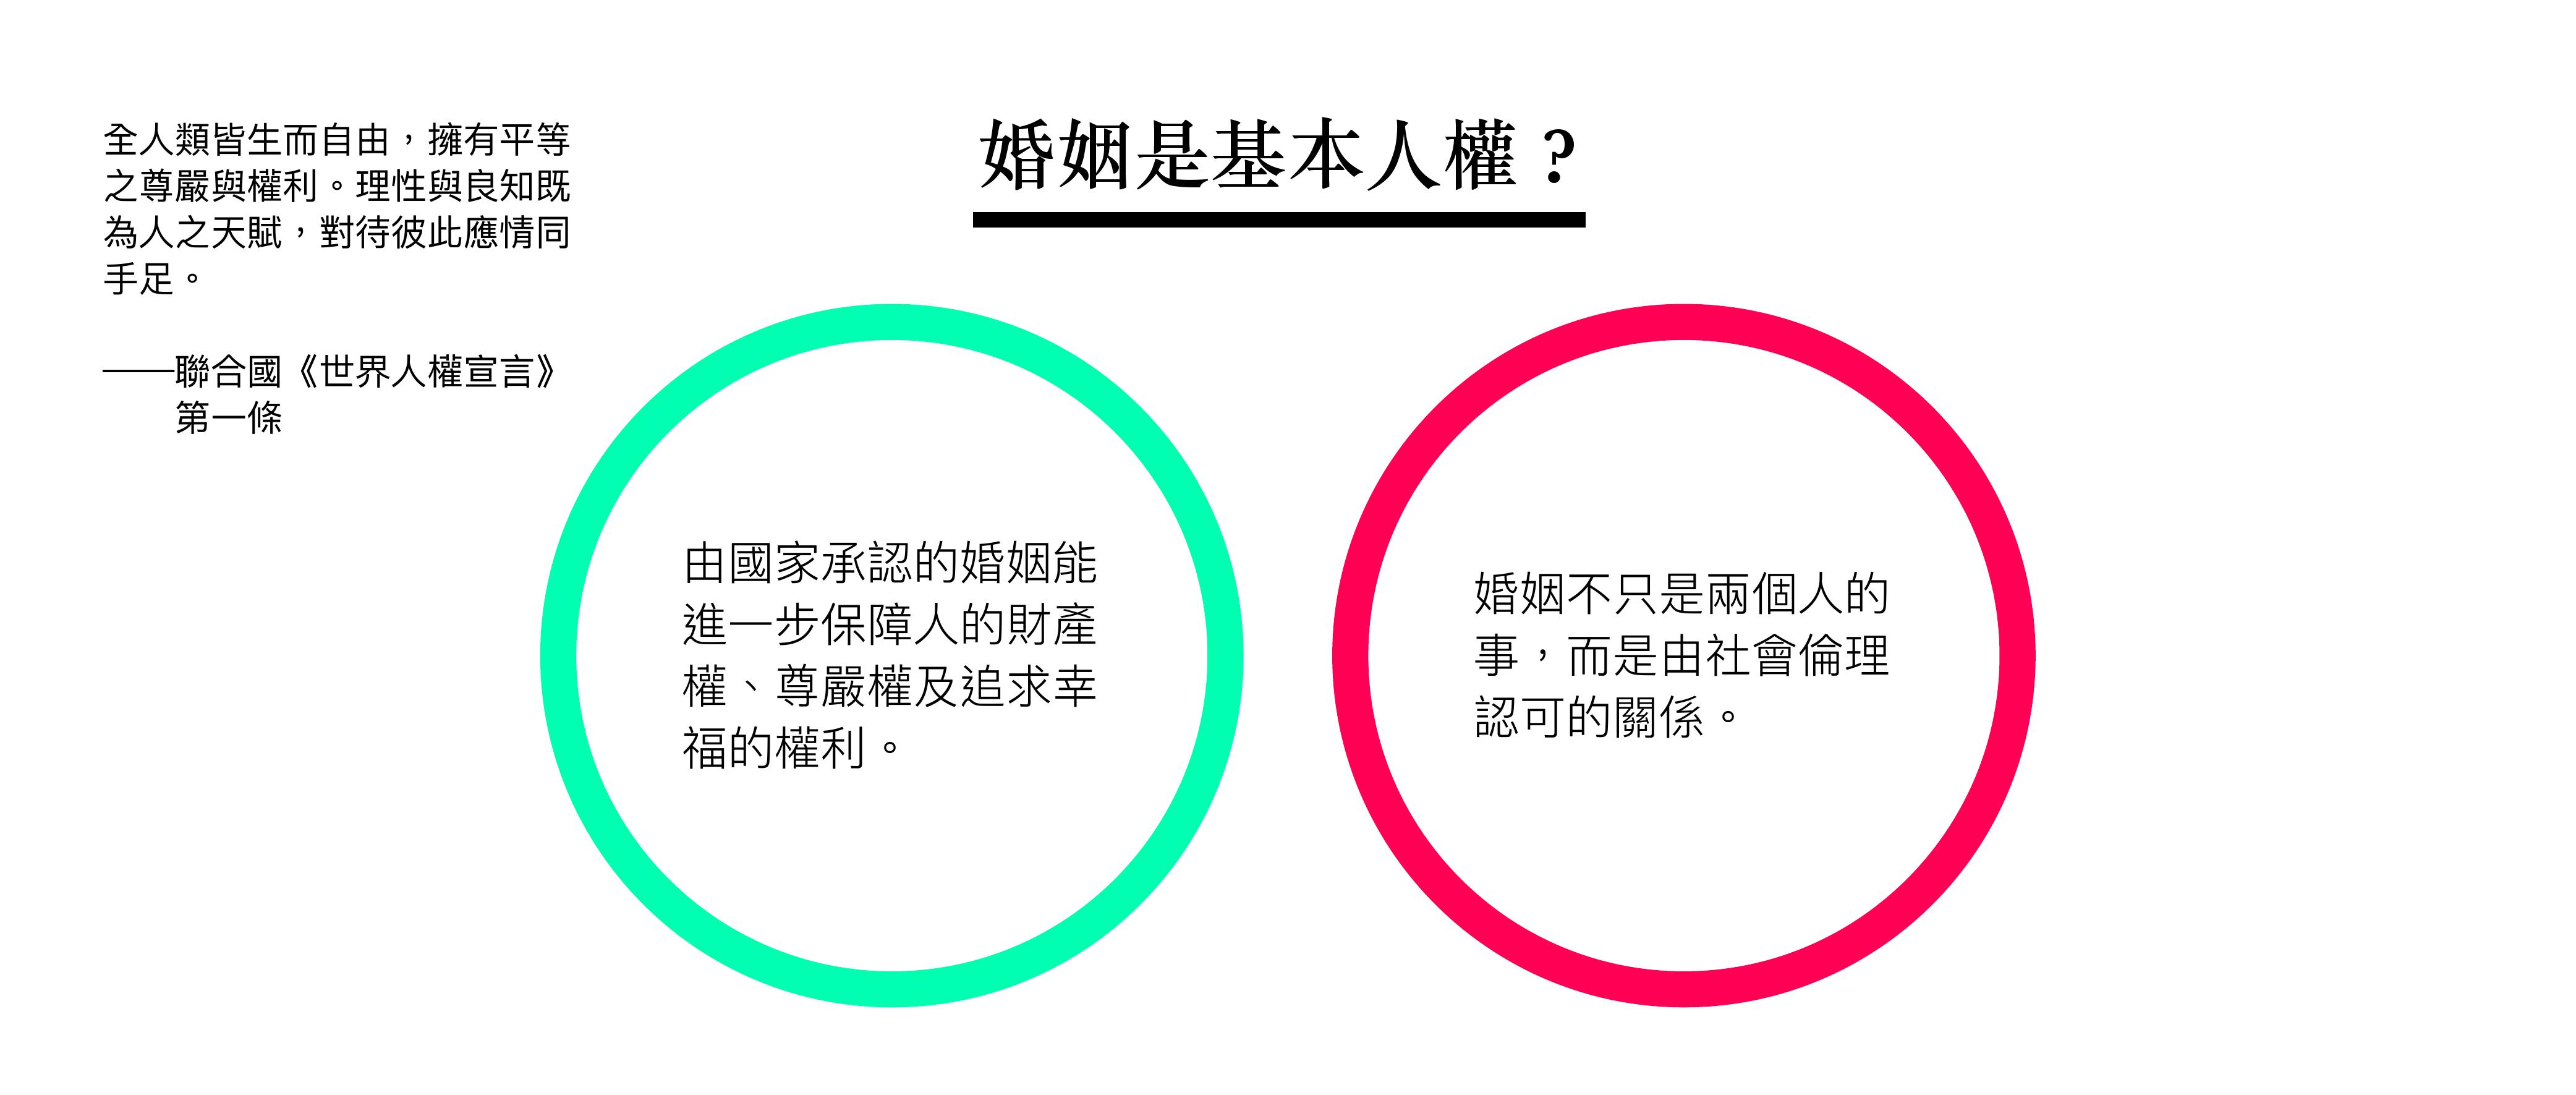 婚姻是基本人權？
全人類皆生而自由，擁有平等
之尊嚴與權利。理性與良知既
為人之天賦，對待彼此應情同
手足。
——聯合國《世界人權宣言》
第一條
由國家承認的婚姻能
進一步保障人的財產
權、尊嚴權及追求幸
福的權利。
婚姻不只是兩個人的
事，而是由社會倫理
認可的關係。